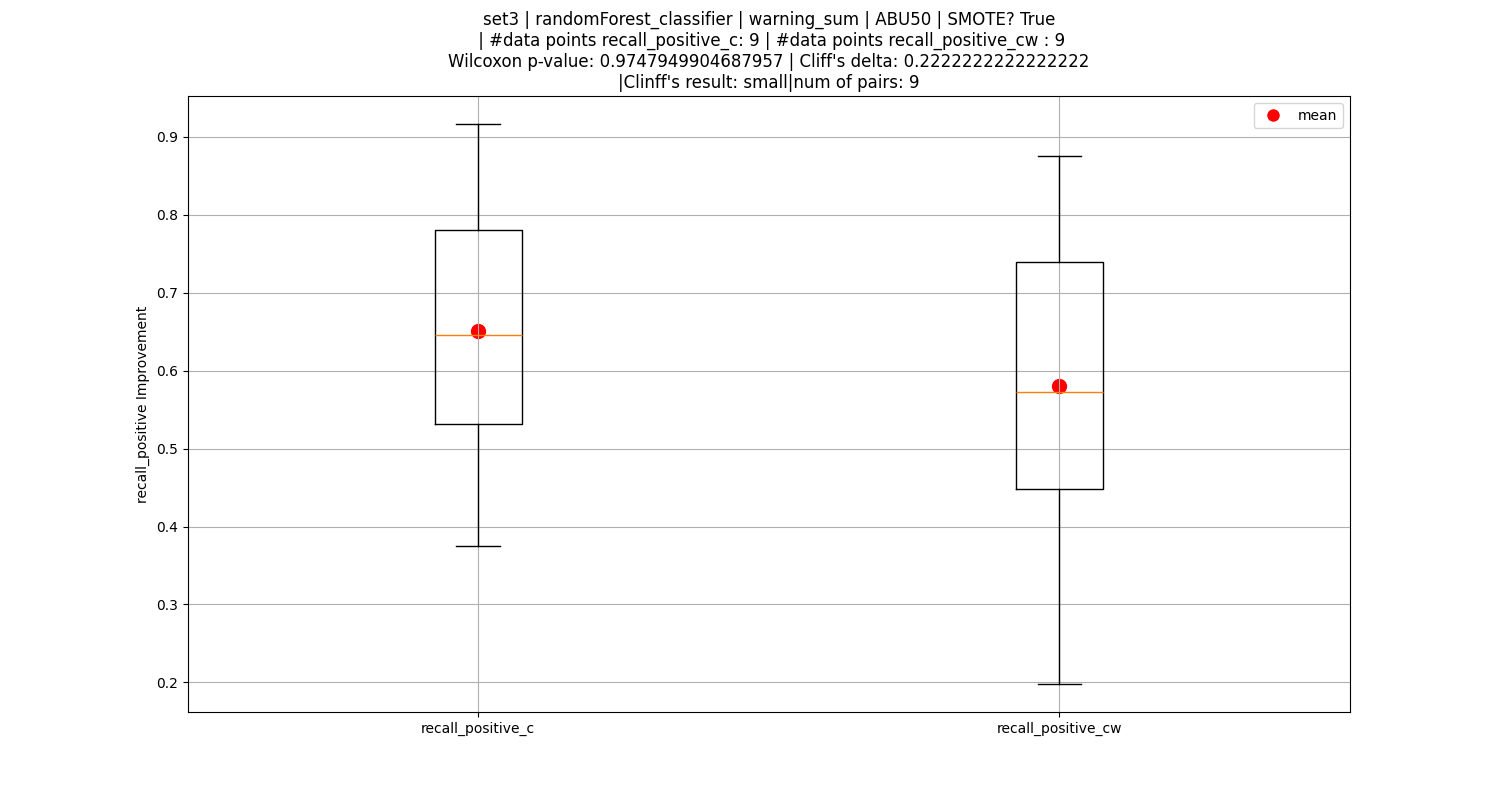 set3 | randomForest_classifier | warning_sum | ABU50 | SMOTE? True
| #data points recall_positive_c: 9 | #data points recall_positive_cw : 9
Wilcoxon p-value: 0.9747949904687957 | Cliff's delta: 0.2222222222222222
|Clinff's result: small|num of pairs: 9
mean
recall_positive Improvement
0.9
0.8
0.7
0.6
0.5
0.4
0.3
0.2
recall_positive_c
recall_positive_cw